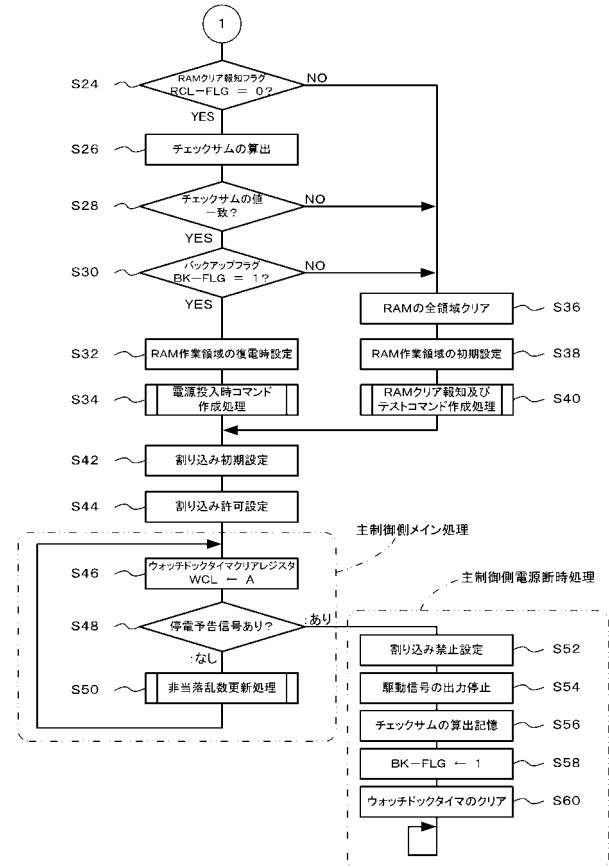 1
S24
RAMクリア報知フラグ
RCL-FLG = 0?
NO
YES
S26
チェックサムの算出
S28
チェックサムの値
一致?
NO
YES
S30
バックアップフラグ
BK-FLG = 1?
NO
YES
RAMの全領域クリア
S36
S32
RAM作業領域の復電時設定
RAM作業領域の初期設定
S38
S34
電源投入時コマンド
作成処理
RAMクリア報知及び
テストコマンド作成処理
S40
S42
割り込み初期設定
S44
割り込み許可設定
主制御側メイン処理
S46
ウォッチドックタイマクリアレジスタ
WCL ← A
主制御側電源断時処理
S48
停電予告信号あり?
:あり
:なし
S50
非当落乱数更新処理
割り込み禁止設定
S52
駆動信号の出力停止
S54
チェックサムの算出記憶
S56
BK-FLG ← 1
S58
ウォッチドックタイマのクリア
S60